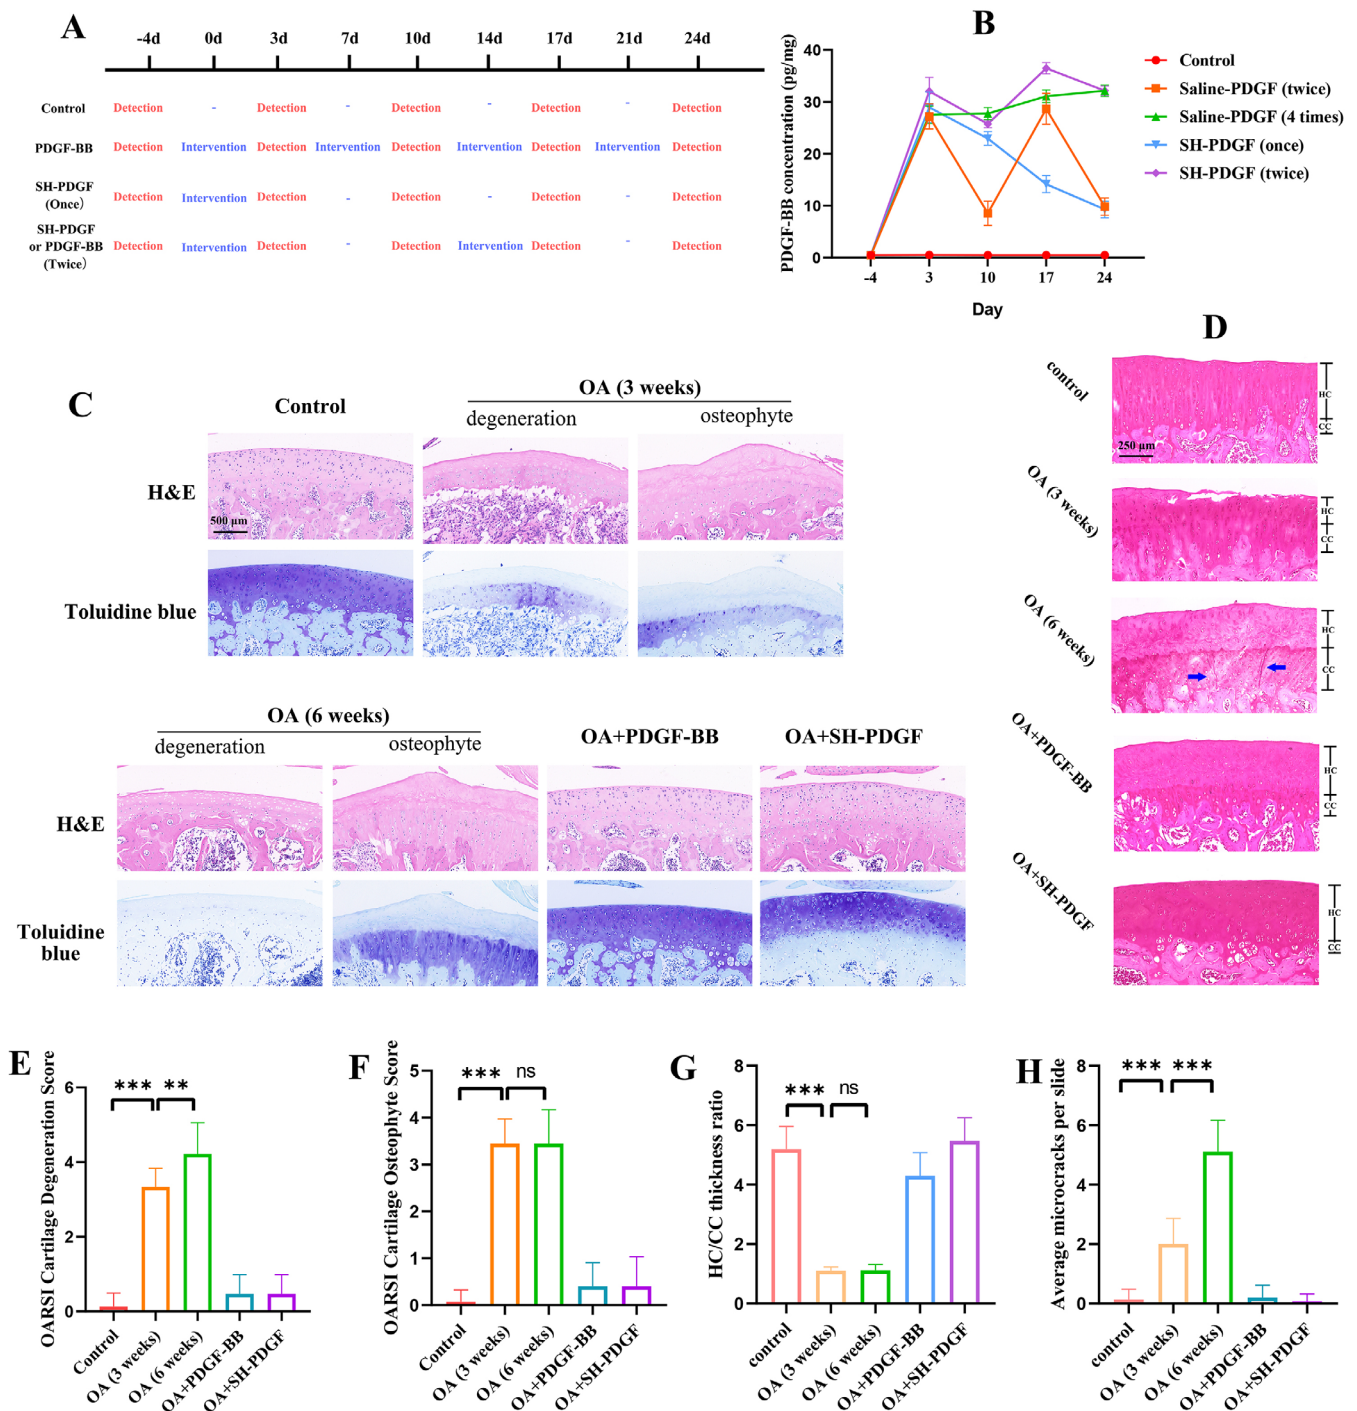 A
-4d 0d 3d 7d 10d 14d 17d 21d 24d
Control Detection - Detection - Detection - Detection - Detection
PDGF-BB Detection Intervention Detection Intervention Detection Intervention Detection Intervention Detection
SH-PDGF
(Once) Detection Intervention Detection - Detection - Detection - Detection
SH-PDGF
or PDGF-BB Detection Intervention Detection - Detection Intervention Detection - Detection
(Twice)
B
PDGF-BB concentration (pg/mg)
40
30
20
10
0
-4 3 10 17 24
Day
Control
Saline-PDGF (twice)
Saline-PDGF (4 times)
SH-PDGF (once)
SH-PDGF (twice)
C
Control
OA (3 weeks)
degeneration osteophyte
H&E
500 μm
Toluidine blue
OA (6 weeks)
degeneration osteophyte
OA+PDGF-BB OA+SH-PDGF
H&E
Toluidine
blue
D
control
250 μm
HC
CC
OA (3 weeks)
HC
CC
OA (6 weeks)
HC
CC
OA+PDGF-BB
HC
CC
OA+SH-PDGF
HC
CC
E
OARSI Cartilage Degeneration Score
6
4
2
0
*** **
Control
OA (3 weeks)
OA (6 weeks)
OA+PDGF-BB
OA+SH-PDGF
F
OARSI Cartilage Osteophyte Score
5
4
3
2
1
0
*** ns
Control
OA (3 weeks)
OA (6 weeks)
OA+PDGF-BB
OA+SH-PDGF
G
HC/CC thickness ratio
8
6
4
2
0
*** ns
control
OA (3 weeks)
OA (6 weeks)
OA+PDGF-BB
OA+SH-PDGF
H
Average microcracks per slide
8
6
4
2
0
*** ***
control
OA (3 weeks)
OA (6 weeks)
OA+PDGF-BB
OA+SH-PDGF